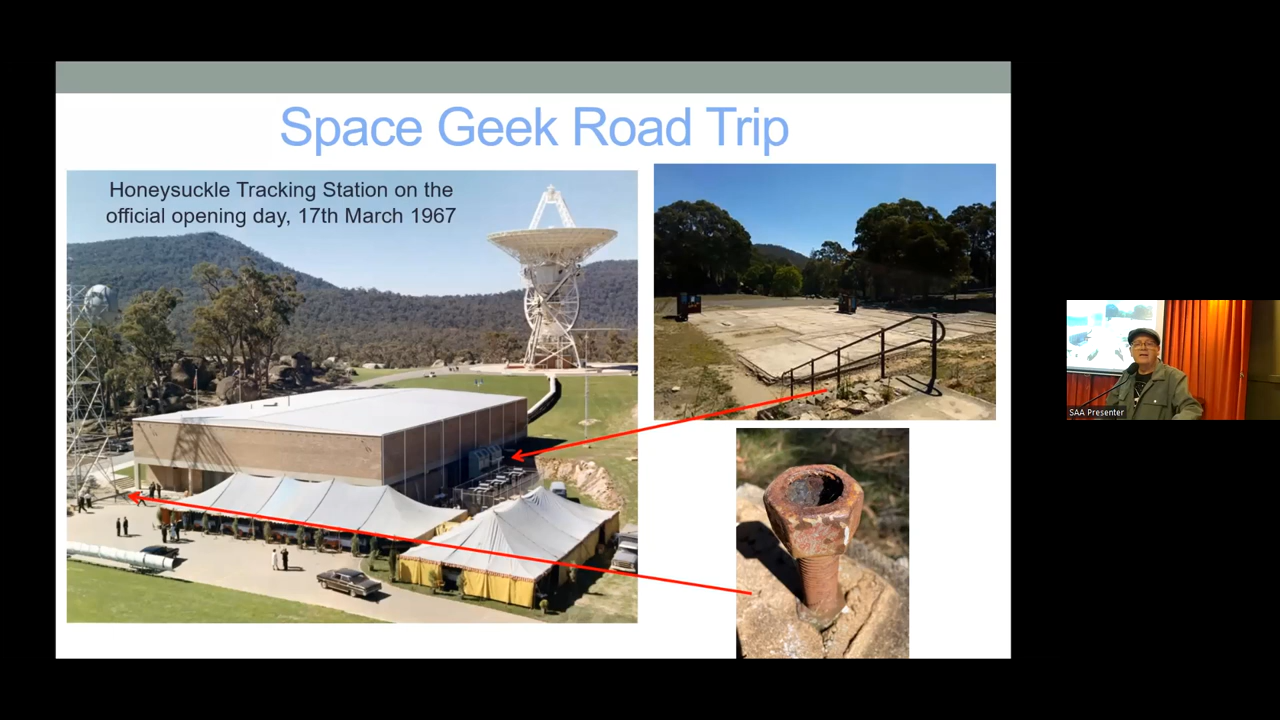 Space Geek Road Trip
Honeysuckle Tracking Station on the
official opening day, 17th March 1967
SAA Presenter